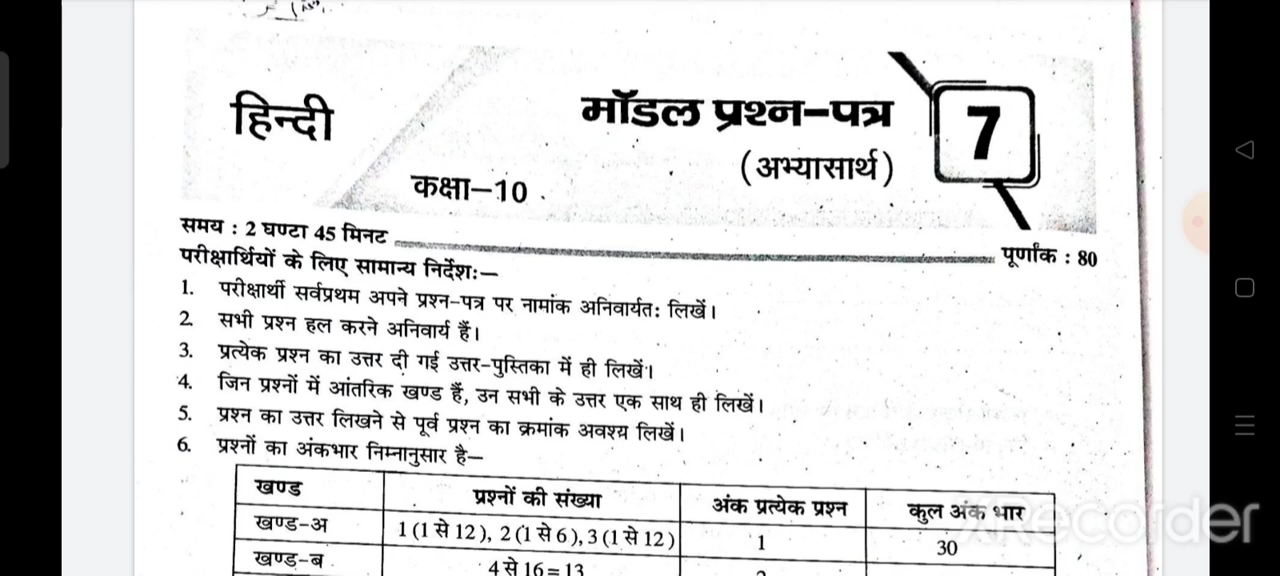 हिन्दी
मॉडल प्रश्न-पत्र
7
(अभ्यासार्थ)
कक्षा-10
समय : 2 घण्टा 45 मिनट
पूर्णांक : 80
परीक्षार्थियों के लिए सामान्य निर्देशः—
1. परीक्षार्थी सर्वप्रथम अपने प्रश्न-पत्र पर नामांक अनिवार्यतः लिखें।
2. सभी प्रश्न हल करने अनिवार्य हैं।
3. प्रत्येक प्रश्न का उत्तर दी गई उत्तर-पुस्तिका में ही लिखें।
4. जिन प्रश्नों में आंतरिक खण्ड हैं, उन सभी के उत्तर एक साथ ही लिखें।
5. प्रश्न का उत्तर लिखने से पूर्व प्रश्न का क्रमांक अवश्य लिखें।
6. प्रश्नों का अंकभार निम्नानुसार है—
खण्ड प्रश्नों की संख्या अंक प्रत्येक प्रश्न कुल अंक भार
खण्ड-अ 1 (1 से 12), 2 (1 से 6), 3 (1 से 12) 1 30
खण्ड-ब 4 से 16 = 13
XRecorder